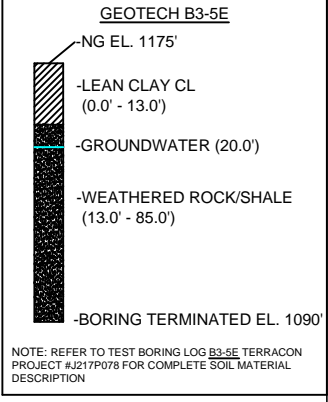 GEOTECH B3-5E
-NG EL. 1175'
-LEAN CLAY CL
(0.0' - 13.0')
-GROUNDWATER (20.0')
-WEATHERED ROCK/SHALE
(13.0' - 85.0')
-BORING TERMINATED EL. 1090'
NOTE: REFER TO TEST BORING LOG B3-5E TERRACON
PROJECT #J217P078 FOR COMPLETE SOIL MATERIAL
DESCRIPTION